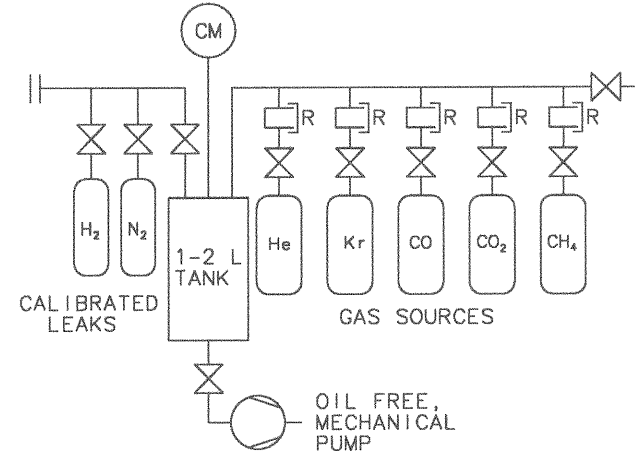 CM
R R R R R
H₂ N₂
1-2 L
TANK
He Kr CO CO₂ CH₄
CALIBRATED
LEAKS
GAS SOURCES
OIL FREE,
MECHANICAL
PUMP